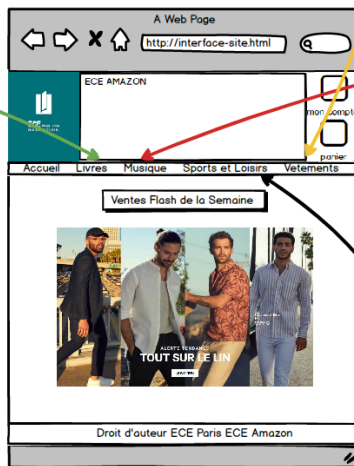 A Web Page
http://interface-site.html
ECE AMAZON
ECE
mon compte
panier
Accueil Livres Musique Sports et Loisirs Vetements
Ventes Flash de la Semaine
ALERTE TENDANCE
TOUT SUR LE LIN
Droit d'auteur ECE Paris ECE Amazon